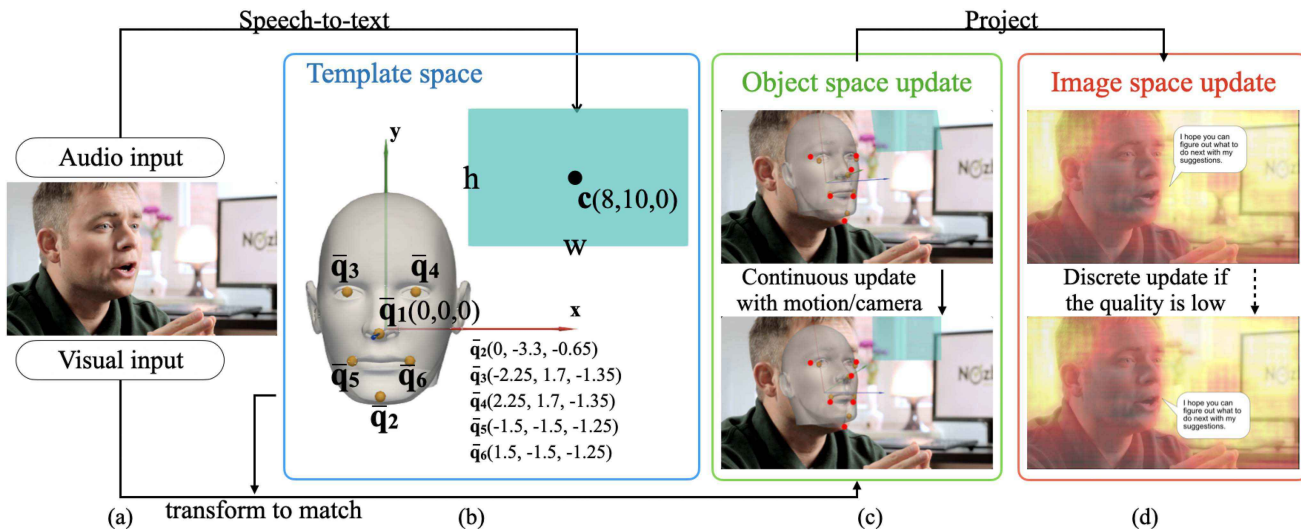 Speech-to-text
Project
Template space
Object space update
Image space update
Audio input
Visual input
y
h
c(8,10,0)
w
x
q̄3
q̄4
q̄1(0,0,0)
q̄5
q̄6
q̄2
q̄2(0, -3.3, -0.65)
q̄3(-2.25, 1.7, -1.35)
q̄4(2.25, 1.7, -1.35)
q̄5(-1.5, -1.5, -1.25)
q̄6(1.5, -1.5, -1.25)
I hope you can
figure out what to
do next with my
suggestions.
Continuous update
with motion/camera
Discrete update if
the quality is low
I hope you can
figure out what to
do next with my
suggestions.
transform to match
(a)
(b)
(c)
(d)